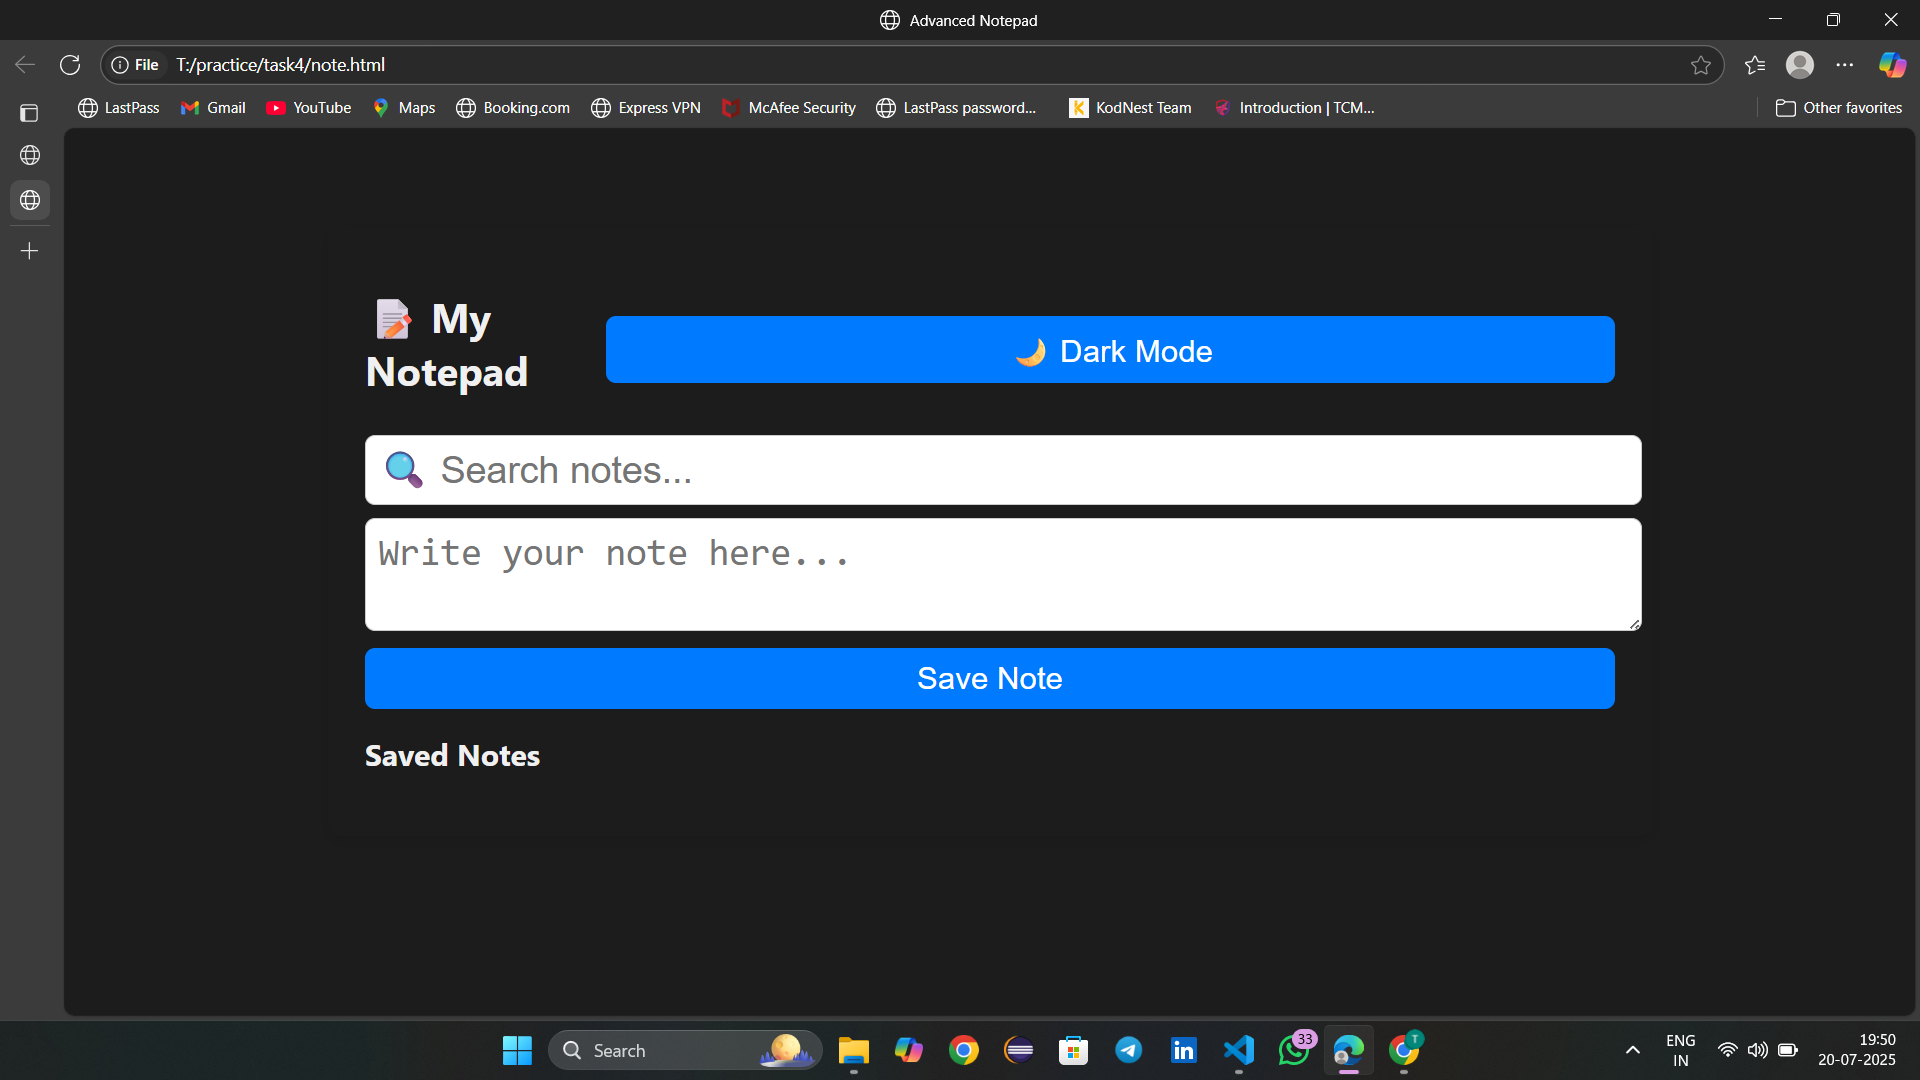 Advanced Notepad
File T:/practice/task4/note.html
LastPass Gmail YouTube Maps Booking.com Express VPN McAfee Security LastPass password... KodNest Team Introduction | TCM... Other favorites
📝 My
Notepad
🌙 Dark Mode
🔍 Search notes...
Write your note here...
Save Note
Saved Notes
Search
33
T
ENG
IN
19:50
20-07-2025